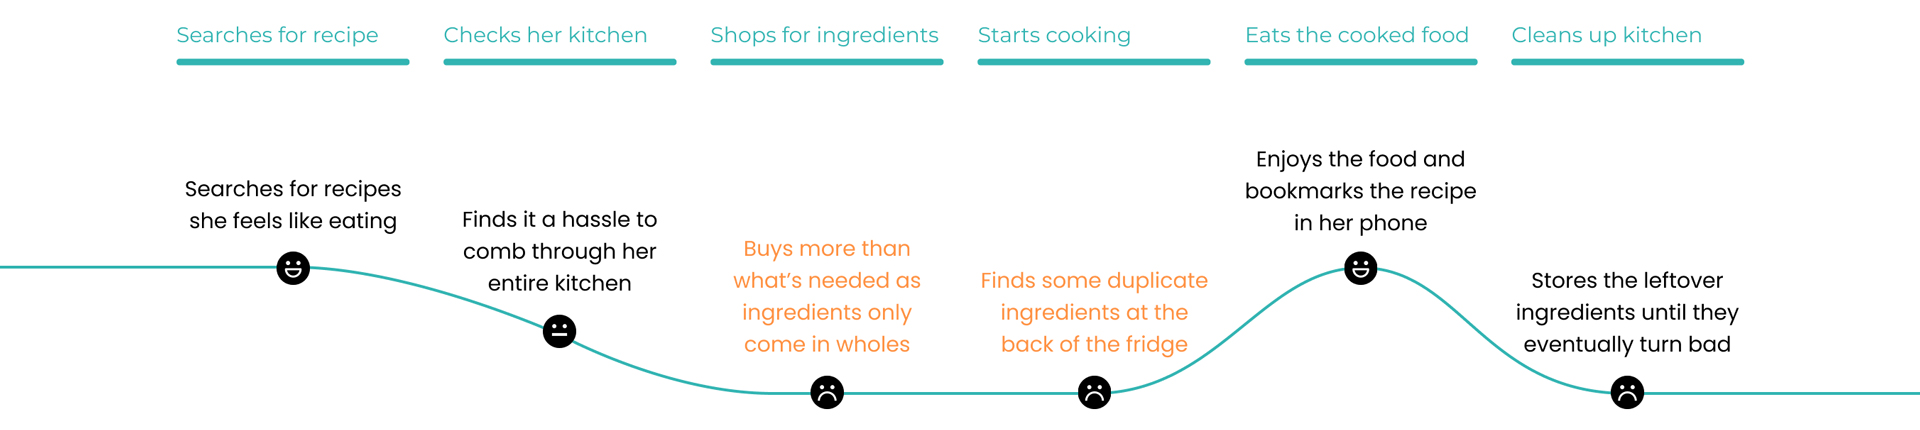 Searches for recipe
Checks her kitchen
Shops for ingredients
Starts cooking
Eats the cooked food
Cleans up kitchen
Searches for recipes
she feels like eating
Finds it a hassle to
comb through her
entire kitchen
Buys more than
what’s needed as
ingredients only
come in wholes
Finds some duplicate
ingredients at the
back of the fridge
Enjoys the food and
bookmarks the recipe
in her phone
Stores the leftover
ingredients until they
eventually turn bad